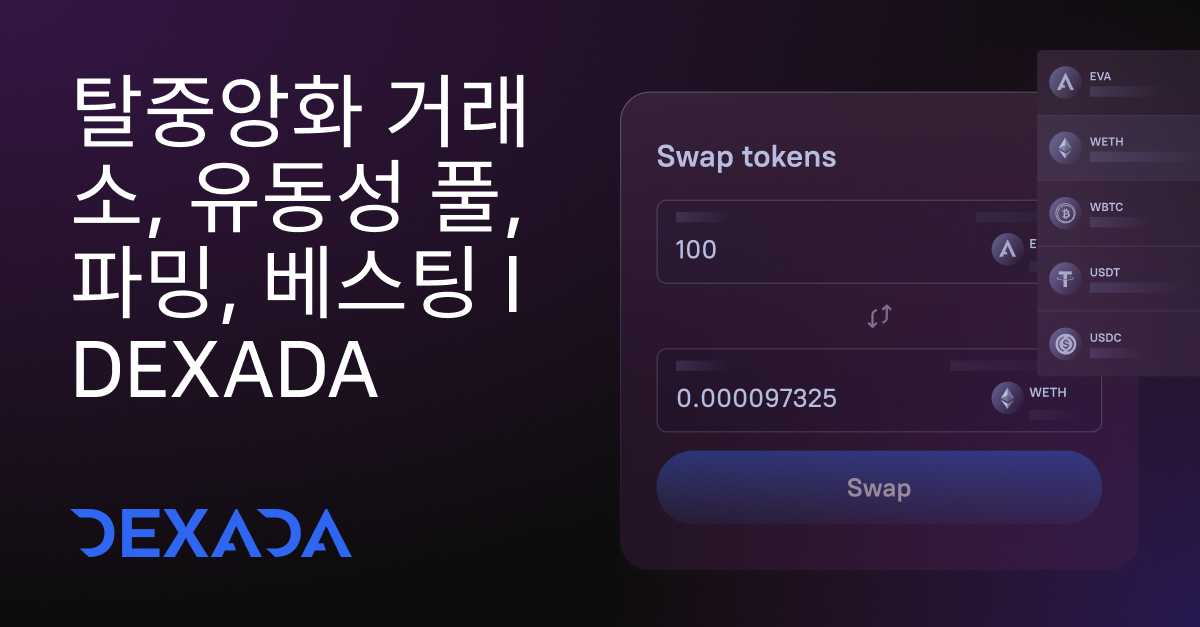 탈중앙화 거래
소, 유동성 풀,
파밍, 베스팅 |
DEXADA
DEXADA
Swap tokens
100
E
0.000097325
WETH
Swap
EVA
WETH
WBTC
USDT
USDC